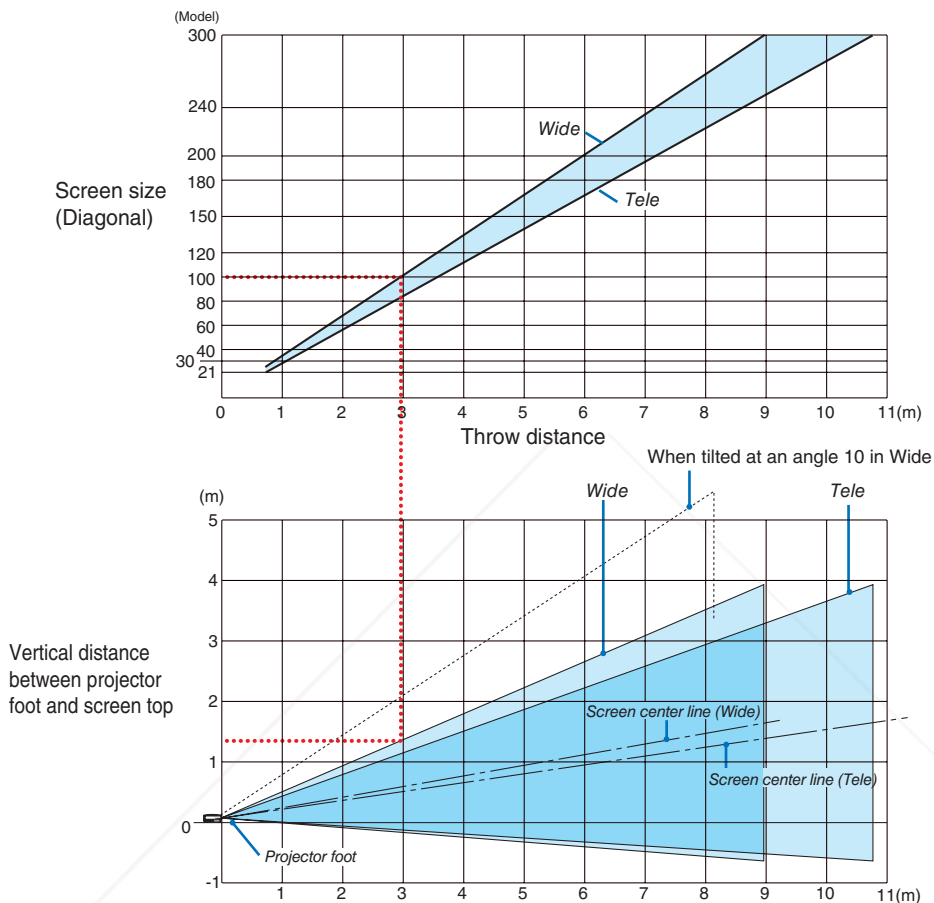 (Model)
300
240
200
180
150
120
100
80
60
40
30
21
Screen size
(Diagonal)
Wide
Tele
0 1 2 3 4 5 6 7 8 9 10 11(m)
Throw distance
When tilted at an angle 10 in Wide
Wide
Tele
(m)
5
4
3
2
1
0
-1
Vertical distance
between projector
foot and screen top
Screen center line (Wide)
Screen center line (Tele)
Projector foot
1 2 3 4 5 6 7 8 9 10 11(m)